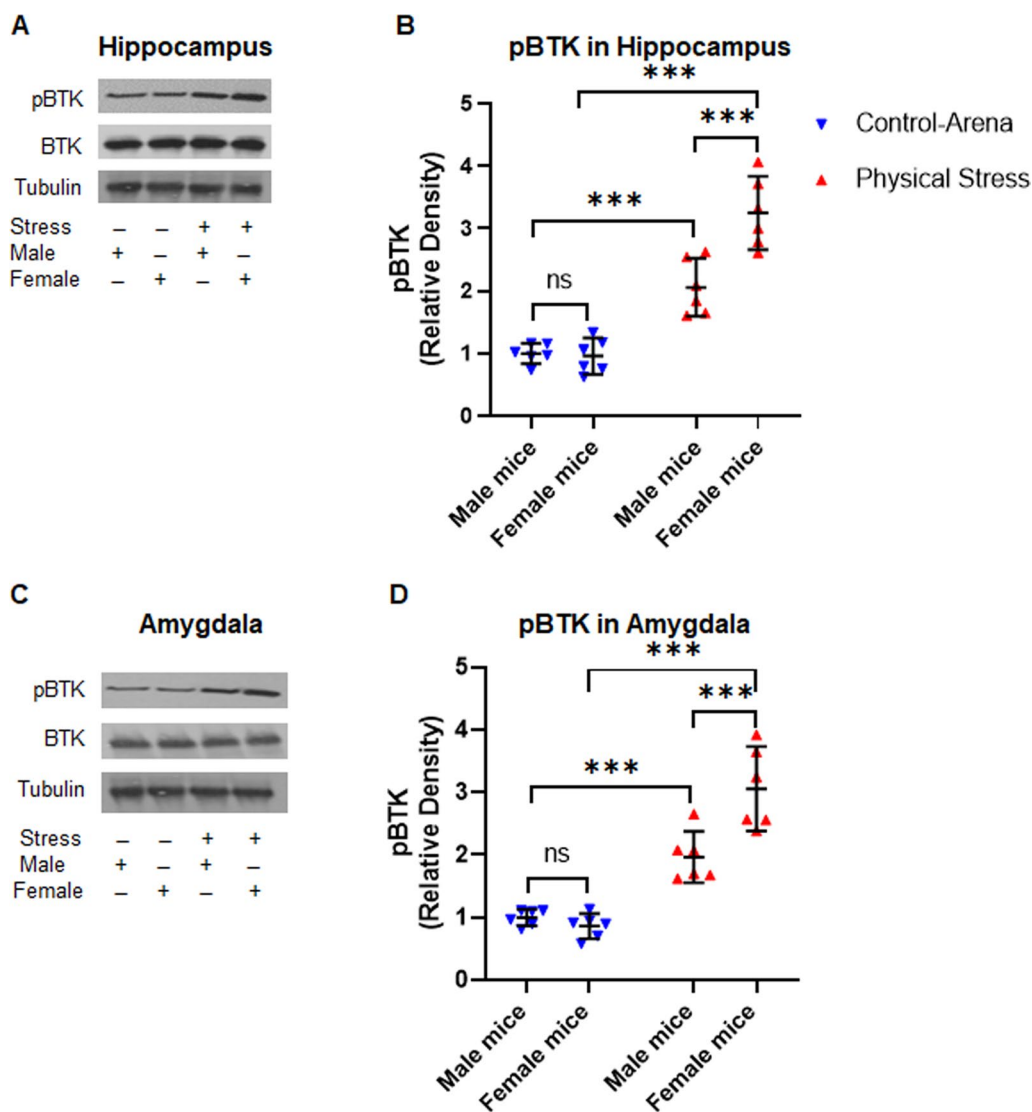 A
Hippocampus
pBTK
BTK
Tubulin
Stress – – + +
Male + – + –
Female – + – +
B
pBTK in Hippocampus
***
***
***
ns
pBTK
(Relative Density)
5
4
3
2
1
0
Male mice
Female mice
Male mice
Female mice
Control-Arena
Physical Stress
C
Amygdala
pBTK
BTK
Tubulin
Stress – – + +
Male + – + –
Female – + – +
D
pBTK in Amygdala
***
***
***
ns
pBTK
(Relative Density)
5
4
3
2
1
0
Male mice
Female mice
Male mice
Female mice